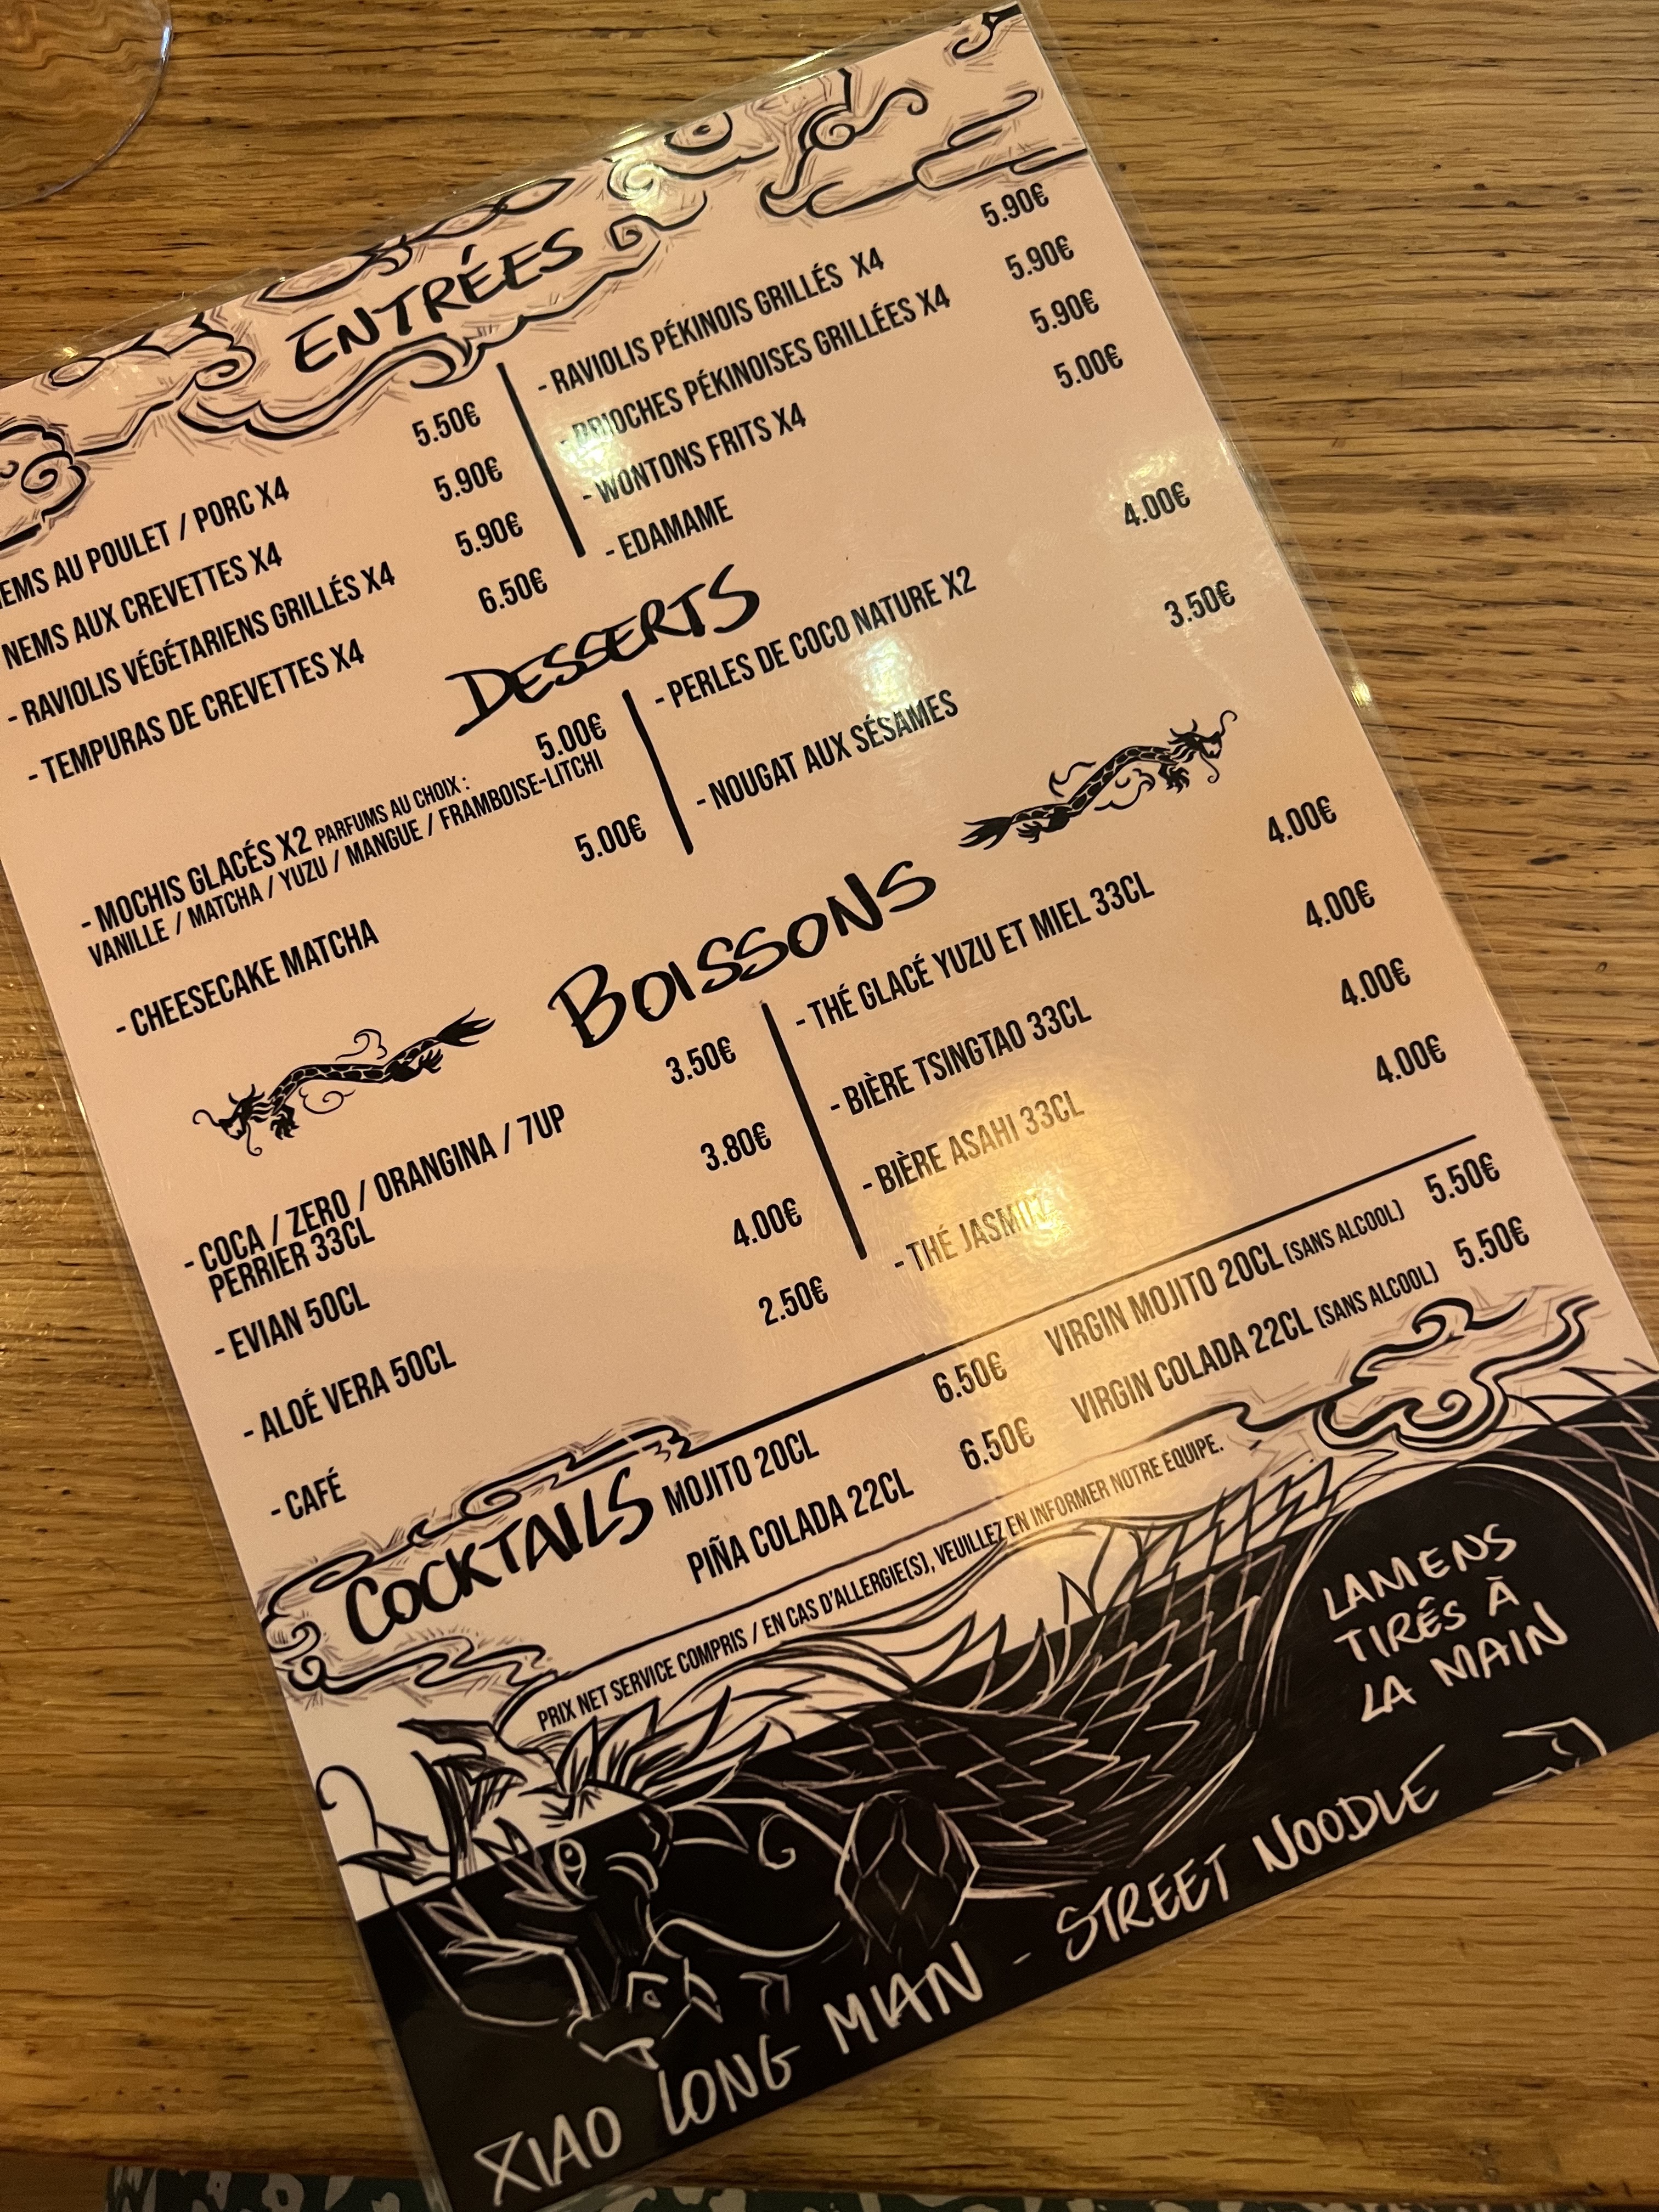 ENTRÉES
EMS AU POULET / PORC X4 5.50€
NEMS AUX CREVETTES X4 5.90€
- RAVIOLIS VÉGÉTARIENS GRILLÉS X4 5.90€
- TEMPURAS DE CREVETTES X4 6.50€
- RAVIOLIS PÉKINOIS GRILLÉS X4 5.90€
- BRIOCHES PÉKINOISES GRILLÉES X4 5.90€
- WONTONS FRITS X4 5.90€
- EDAMAME 5.00€
DESSERTS
- MOCHIS GLACÉS X2 PARFUMS AU CHOIX : 5.00€
VANILLE / MATCHA / YUZU / MANGUE / FRAMBOISE-LITCHI
- CHEESECAKE MATCHA 5.00€
- PERLES DE COCO NATURE X2 4.00€
- NOUGAT AUX SÉSAMES 3.50€
BOISSONS
- COCA / ZERO / ORANGINA / 7UP 3.50€
PERRIER 33CL
- EVIAN 50CL 3.80€
- ALOÉ VERA 50CL 4.00€
- CAFÉ 2.50€
- THÉ GLACÉ YUZU ET MIEL 33CL 4.00€
- BIÈRE TSINGTAO 33CL 4.00€
- BIÈRE ASAHI 33CL 4.00€
- THÉ JASMIN 4.00€
COCKTAILS
MOJITO 20CL 6.50€
PIÑA COLADA 22CL 6.50€
VIRGIN MOJITO 20CL (SANS ALCOOL) 5.50€
VIRGIN COLADA 22CL (SANS ALCOOL) 5.50€
PRIX NET SERVICE COMPRIS / EN CAS D'ALLERGIE(S), VEUILLEZ EN INFORMER NOTRE ÉQUIPE.
LAMENS
TIRÉS À
LA MAIN
XIAO LONG MIAN - STREET NOODLE